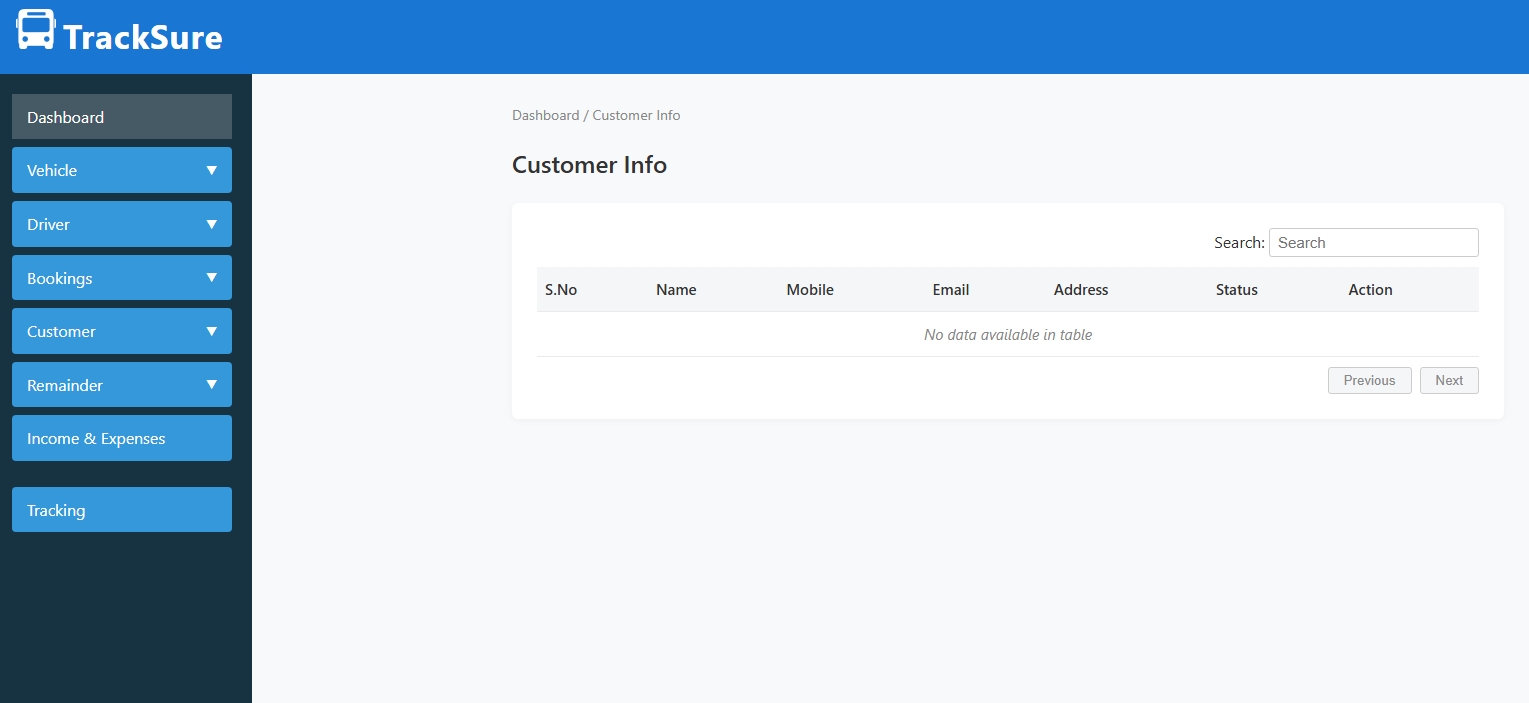 TrackSure
Dashboard
Vehicle ▼
Driver ▼
Bookings ▼
Customer ▼
Remainder ▼
Income & Expenses
Tracking
Dashboard / Customer Info
Customer Info
Search: Search
S.No Name Mobile Email Address Status Action
No data available in table
Previous Next